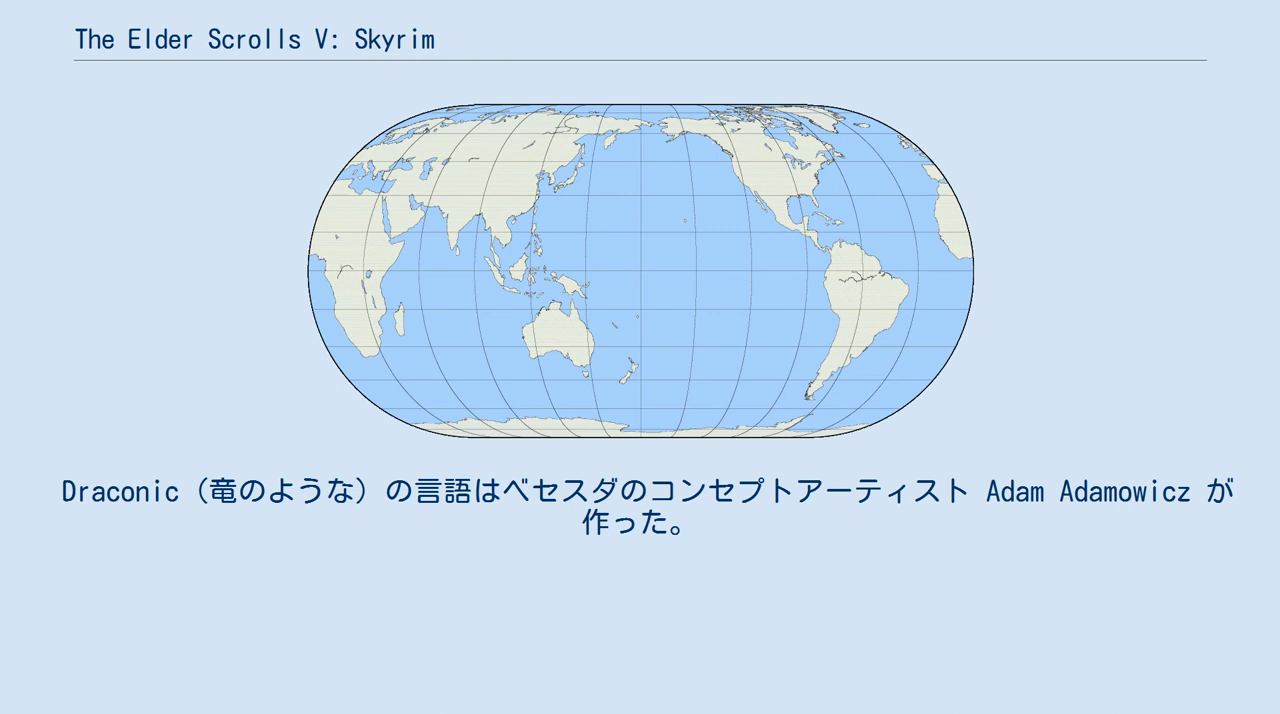 The Elder Scrolls V: Skyrim
Draconic（竜のような）の言語はベセスダのコンセプトアーティスト Adam Adamowicz が
作った。